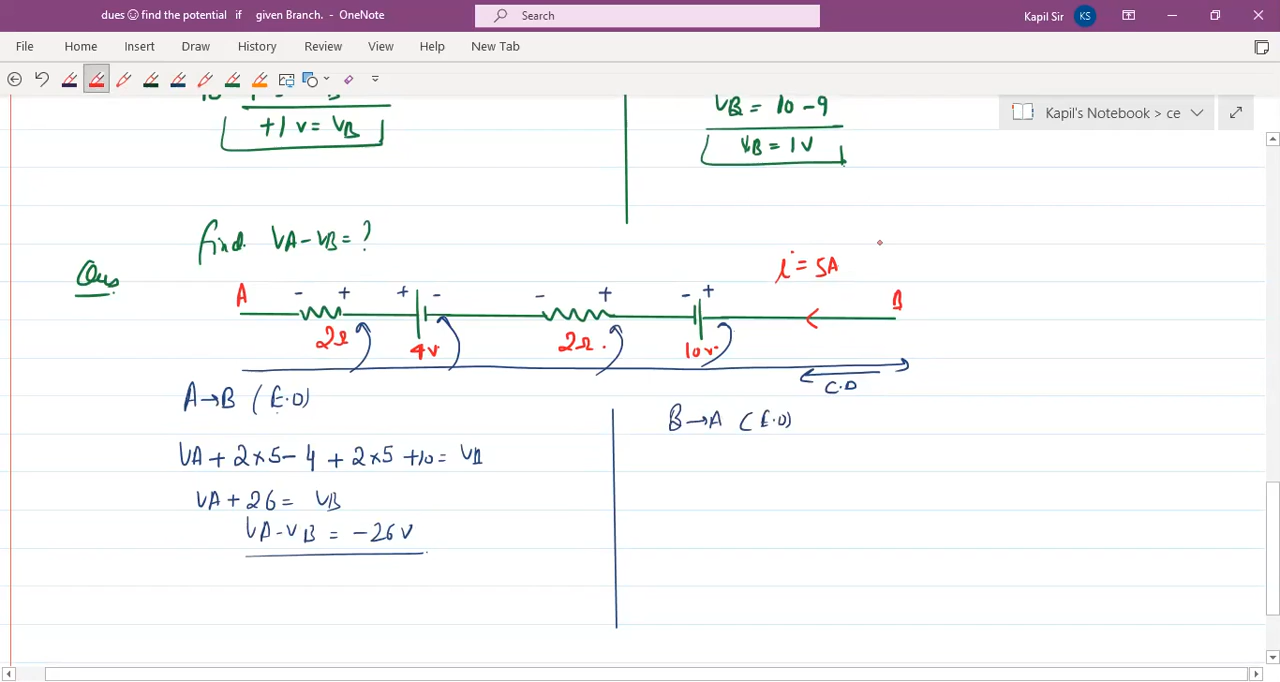 dues ☺ find the potential if given Branch. - OneNote
Search
Kapil Sir KS
File Home Insert Draw History Review View Help New Tab
Kapil's Notebook > ce
+1 v = VB
VB = 10 - 9
VB = 1V
find VA - VB = ?
Ques
i = 5A
A - + + - - + - + B
2Ω 4v 2Ω. 10v.
C.D
A→B (E.D)
B→A (E.D)
VA + 2×5 - 4 + 2×5 +10 = VB
VA + 26 = VB
VA - VB = -26 V